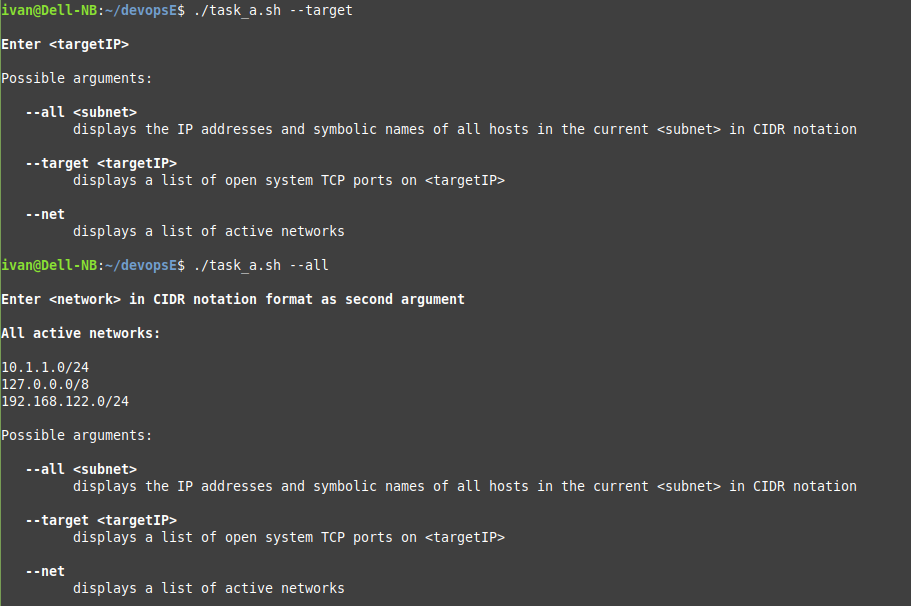 ivan@Dell-NB:~/devopsE$ ./task_a.sh --target
Enter <targetIP>
Possible arguments:
--all <subnet>
displays the IP addresses and symbolic names of all hosts in the current <subnet> in CIDR notation
--target <targetIP>
displays a list of open system TCP ports on <targetIP>
--net
displays a list of active networks
ivan@Dell-NB:~/devopsE$ ./task_a.sh --all
Enter <network> in CIDR notation format as second argument
All active networks:
10.1.1.0/24
127.0.0.0/8
192.168.122.0/24
Possible arguments:
--all <subnet>
displays the IP addresses and symbolic names of all hosts in the current <subnet> in CIDR notation
--target <targetIP>
displays a list of open system TCP ports on <targetIP>
--net
displays a list of active networks